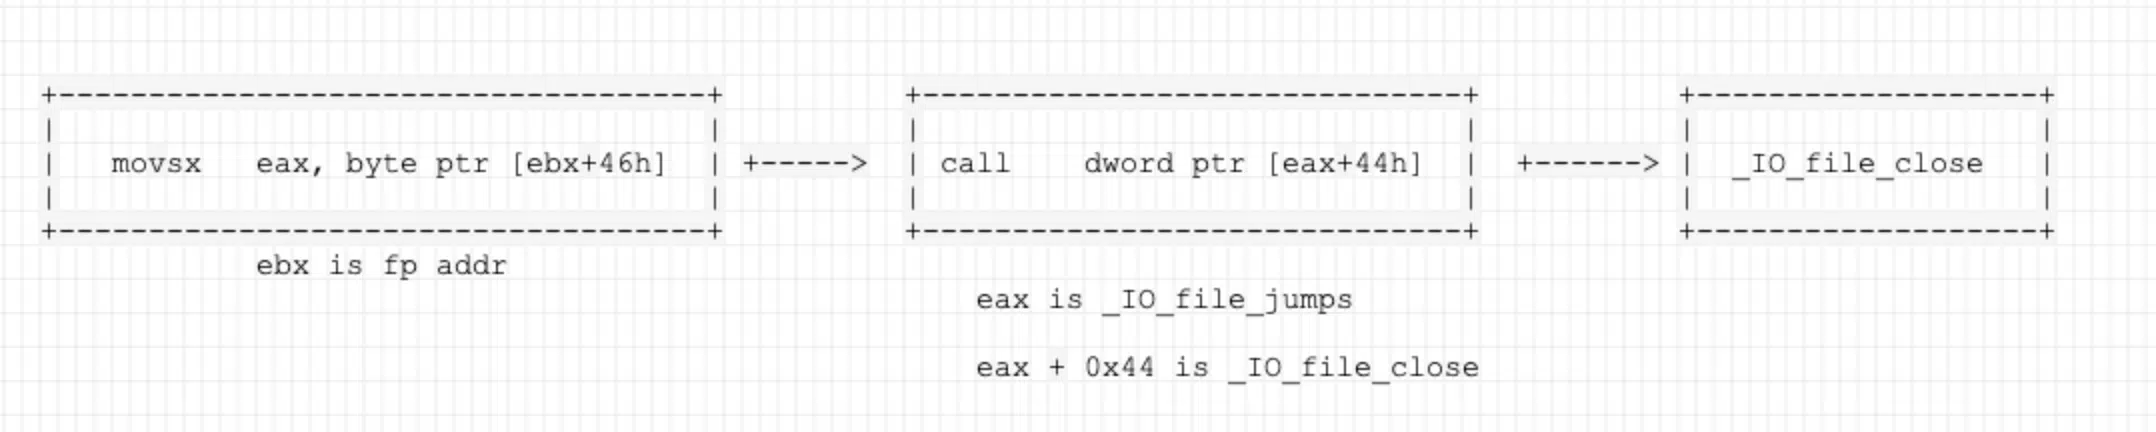 +------------------------------------+     +------------------------------+     +-------------------+
|                                    |     |                              |     |                   |
|   movsx   eax, byte ptr [ebx+46h]  | +-----> | call    dword ptr [eax+44h]  | +------> |  _IO_file_close   |
|                                    |     |                              |     |                   |
+------------------------------------+     +------------------------------+     +-------------------+
ebx is fp addr
eax is _IO_file_jumps
eax + 0x44 is _IO_file_close